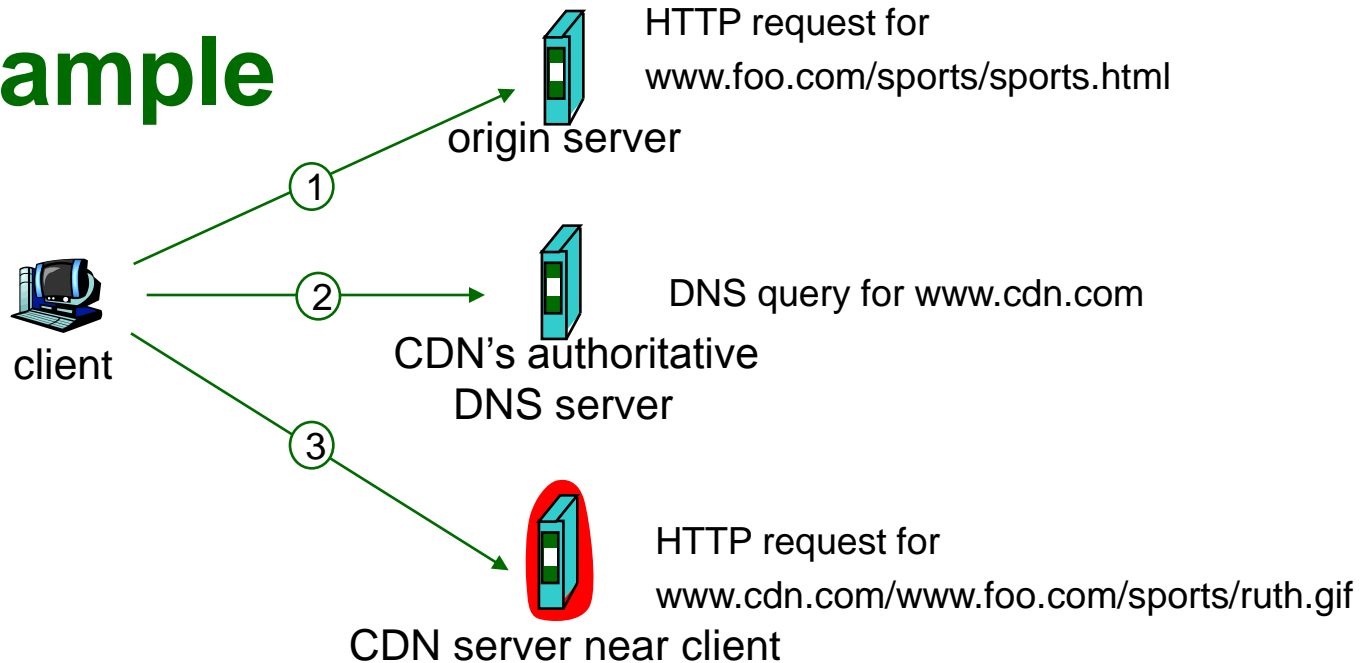 ample
HTTP request for
www.foo.com/sports/sports.html
origin server
1
2
DNS query for www.cdn.com
client
CDN’s authoritative
DNS server
3
HTTP request for
www.cdn.com/www.foo.com/sports/ruth.gif
CDN server near client